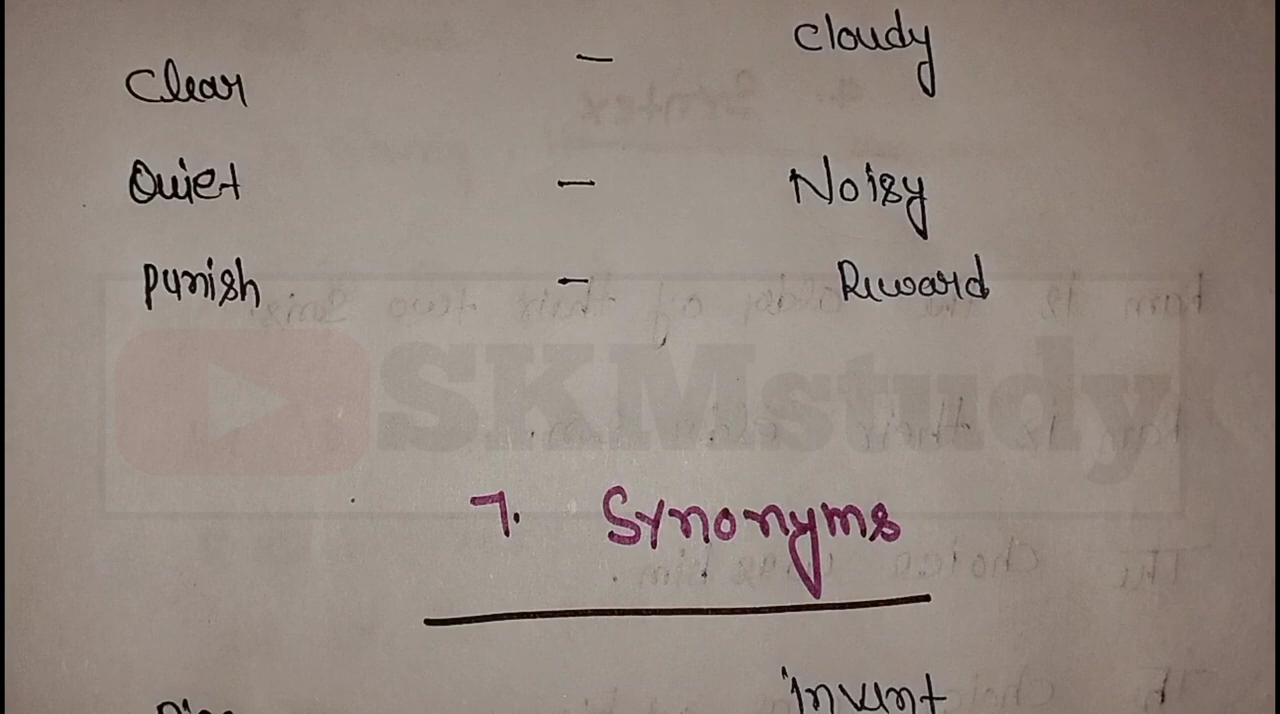 Clear - Cloudy
Quiet - Noisy
Punish - Reward
SKMstudy
7. Synonyms
invent